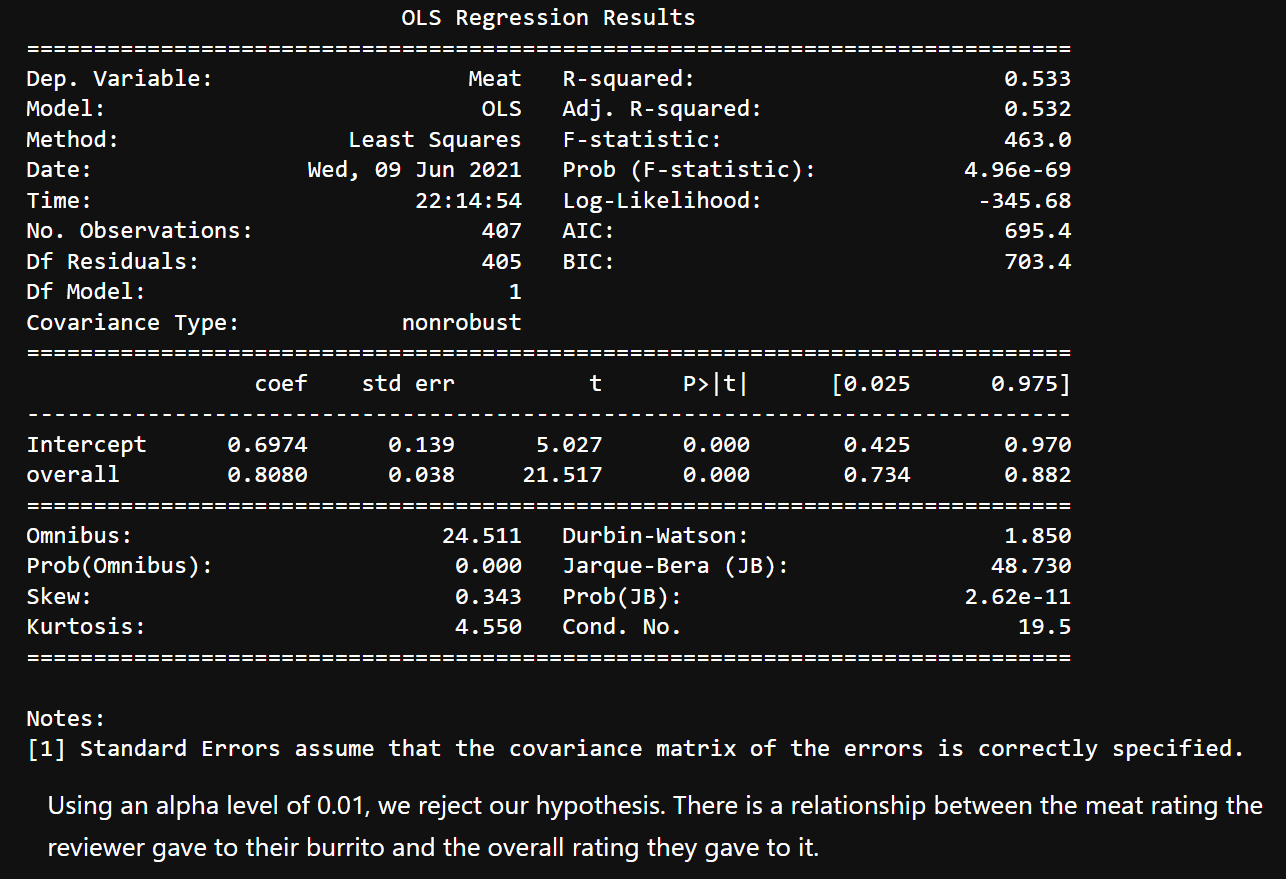 OLS Regression Results
==============================================================================
Dep. Variable:                   Meat   R-squared:                       0.533
Model:                            OLS   Adj. R-squared:                  0.532
Method:                 Least Squares   F-statistic:                     463.0
Date:                Wed, 09 Jun 2021   Prob (F-statistic):           4.96e-69
Time:                        22:14:54   Log-Likelihood:                -345.68
No. Observations:                 407   AIC:                             695.4
Df Residuals:                     405   BIC:                             703.4
Df Model:                           1
Covariance Type:            nonrobust
==============================================================================
                 coef    std err          t      P>|t|      [0.025      0.975]
------------------------------------------------------------------------------
Intercept      0.6974      0.139      5.027      0.000       0.425       0.970
overall        0.8080      0.038     21.517      0.000       0.734       0.882
==============================================================================
Omnibus:                       24.511   Durbin-Watson:                   1.850
Prob(Omnibus):                  0.000   Jarque-Bera (JB):               48.730
Skew:                           0.343   Prob(JB):                     2.62e-11
Kurtosis:                       4.550   Cond. No.                         19.5
==============================================================================
Notes:
[1] Standard Errors assume that the covariance matrix of the errors is correctly specified.
Using an alpha level of 0.01, we reject our hypothesis. There is a relationship between the meat rating the
reviewer gave to their burrito and the overall rating they gave to it.